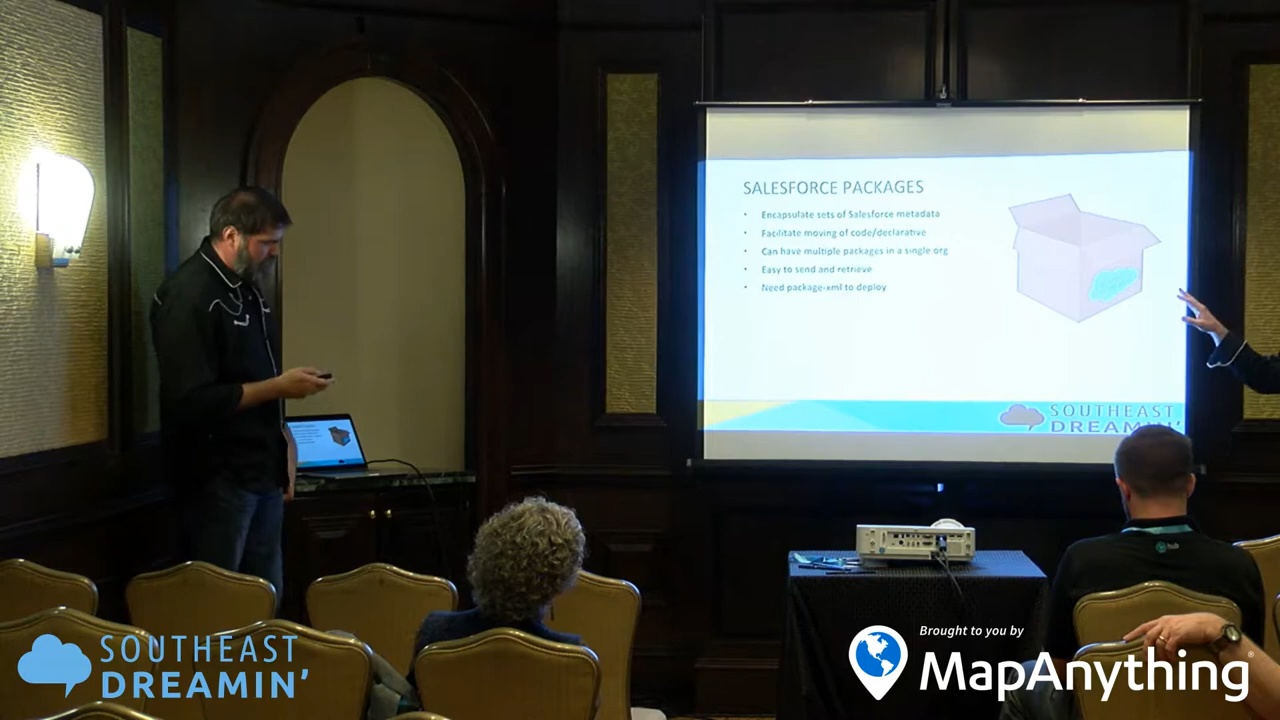 SALESFORCE PACKAGES
• Encapsulate sets of Salesforce metadata
• Facilitate moving of code/declarative
• Can have multiple packages in a single org
• Easy to send and retrieve
• Need package-xml to deploy
SOUTHEAST
DREAMIN'
hub
SOUTHEAST
DREAMIN'
Brought to you by
MapAnything